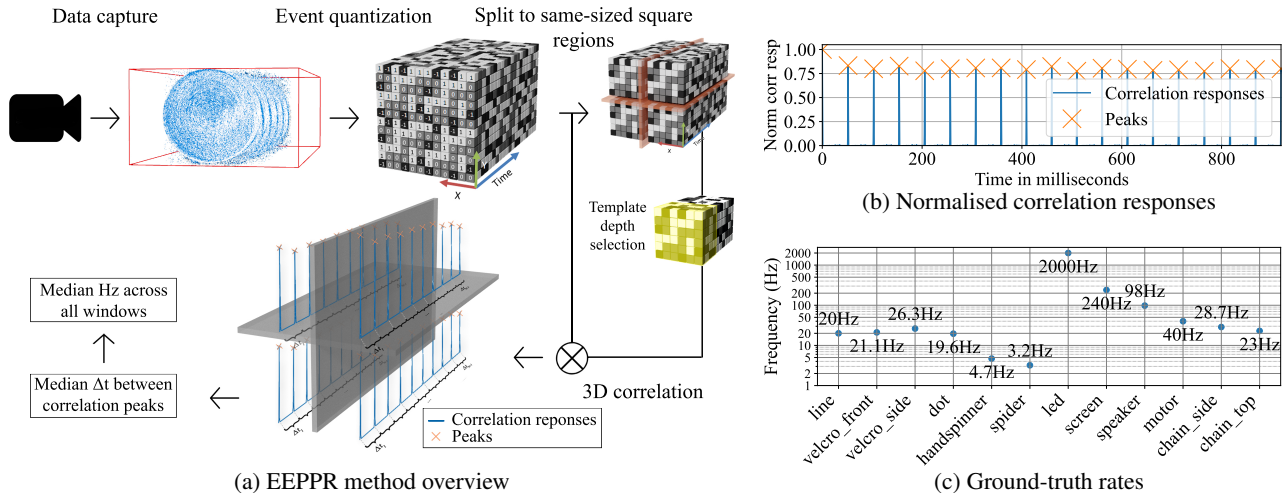 Data capture
Event quantization
Split to same-sized square
regions
X
Time
X
Time
Template
depth
selection
3D correlation
Median Hz across
all windows
Median Δt between
correlation peaks
Correlation reponses
Peaks
(a) EEPPR method overview
Norm corr resp
1.00
0.75
0.50
0.25
0.00
0
200
400
600
800
Correlation responses
Peaks
Time in milliseconds
(b) Normalised correlation responses
Frequency (Hz)
2000
1000
500
200
100
50
20
10
5
2
1
20Hz
21.1Hz
26.3Hz
19.6Hz
4.7Hz
3.2Hz
2000Hz
240Hz
98Hz
40Hz
28.7Hz
23Hz
line
velcro_front
velcro_side
dot
handspinner
spider
led
screen
speaker
motor
chain_side
chain_top
(c) Ground-truth rates